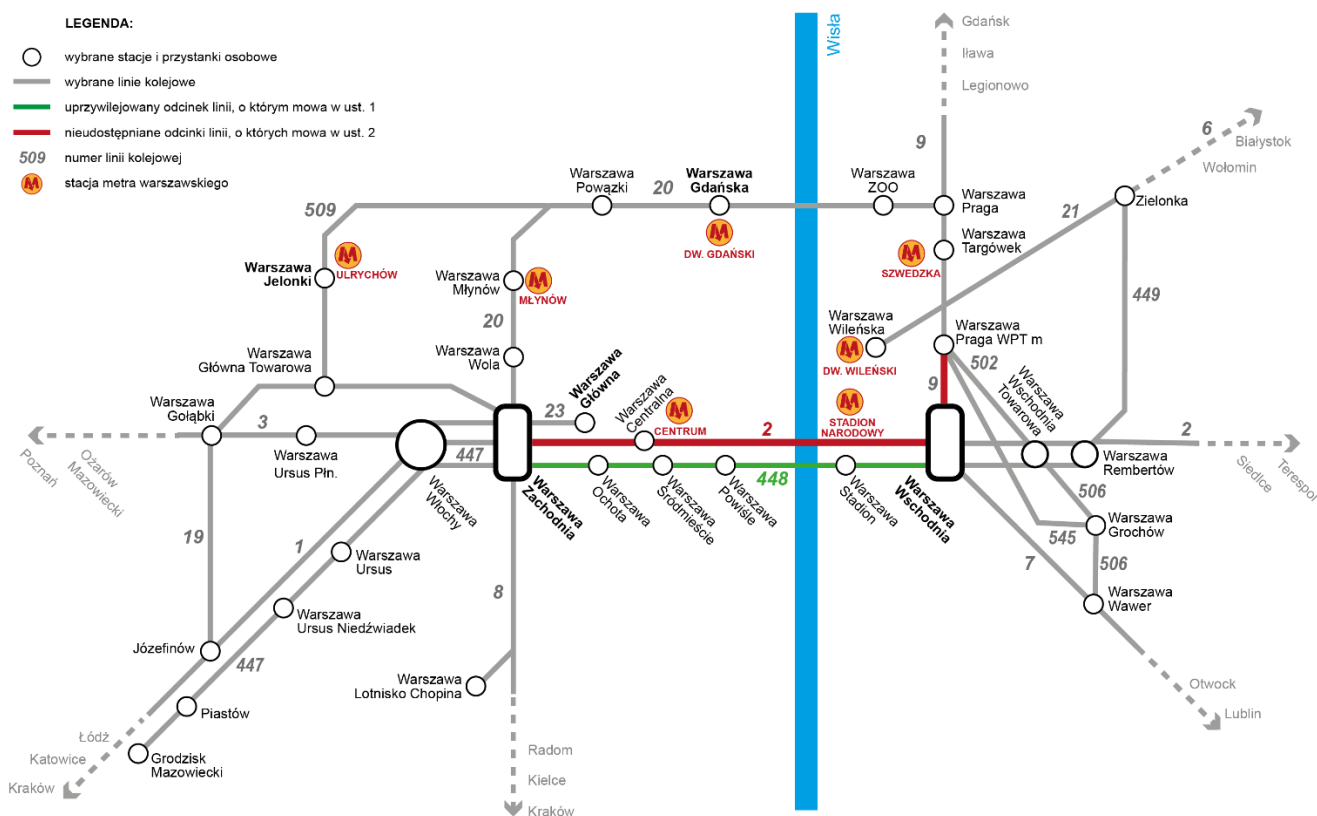 LEGENDA:
wybrane stacje i przystanki osobowe
wybrane linie kolejowe
uprzywilejowany odcinek linii, o którym mowa w ust. 1
nieudostępniane odcinki linii, o których mowa w ust. 2
509 numer linii kolejowej
M stacja metra warszawskiego
Wisła
Gdańsk
Iława
Legionowo
9
6
Białystok
Wołomin
Zielonka
21
449
Warszawa
Powązki
20
Warszawa
Gdańska
M
DW. GDAŃSKI
Warszawa
ZOO
Warszawa
Praga
Warszawa
Targówek
M
SZWEDZKA
509
M
ULRYCHÓW
Warszawa
Jelonki
Warszawa
Młynów
M
MŁYNÓW
20
Warszawa
Wola
Warszawa
Główna Towarowa
Warszawa
Wileńska
M
DW. WILEŃSKI
Warszawa
Praga WPT m
502
9
Warszawa
Wschodnia
Towarowa
Warszawa
Gołąbki
3
Warszawa
Ursus Płn.
Poznań
Ożarów
Mazowiecki
447
Warszawa
Włochy
23
Warszawa
Główna
Warszawa
Centralna
M
CENTRUM
2
M
STADION
NARODOWY
Warszawa
Zachodnia
Warszawa
Ochota
Warszawa
Śródmieście
Warszawa
Powiśle
448
Warszawa
Stadion
Warszawa
Wschodnia
Warszawa
Rembertów
2
Siedlce
Terespol
506
Warszawa
Grochów
545
506
7
Warszawa
Wawer
Otwock
Lublin
19
1
Warszawa
Ursus
Warszawa
Ursus Niedźwiadek
Józefinów
447
Piastów
Grodzisk
Mazowiecki
Łódź
Katowice
Kraków
8
Warszawa
Lotnisko Chopina
Radom
Kielce
Kraków